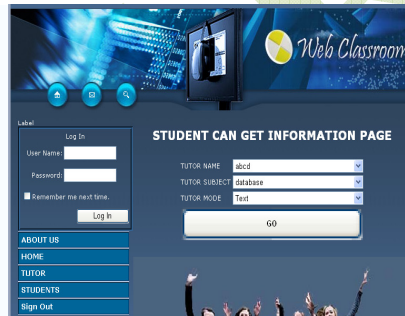 Web Classroom
Label
Log In
User Name:
Password:
Remember me next time.
Log In
STUDENT CAN GET INFORMATION PAGE
TUTOR NAME abcd
TUTOR SUBJECT database
TUTOR MODE Text
GO
ABOUT US
HOME
TUTOR
STUDENTS
Sign Out